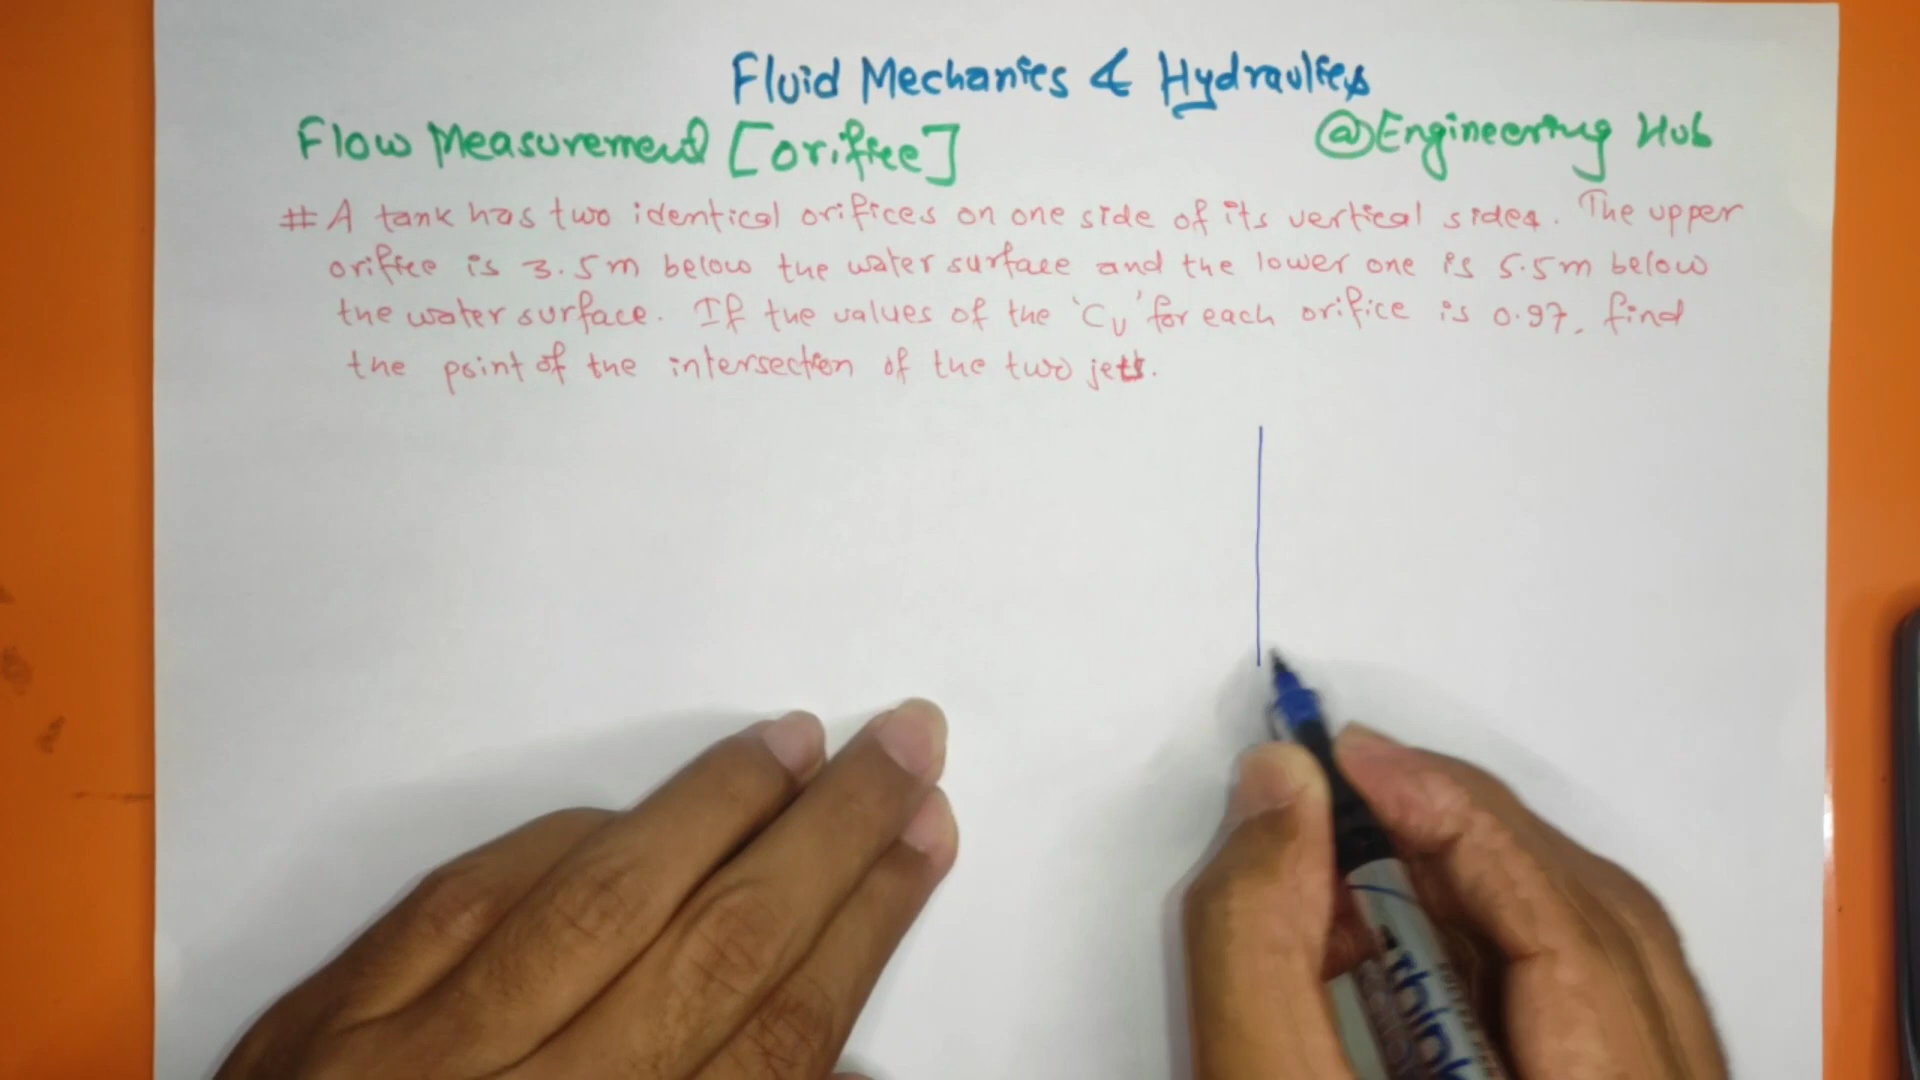 Fluid Mechanics & Hydraulics
Flow Measurement [orifice]
@Engineering Hub
# A tank has two identical orifices on one side of its vertical sides. The upper
orifice is 3.5m below the water surface and the lower one is 5.5m below
the water surface. If the values of the 'Cv' for each orifice is 0.97, find
the point of the intersection of the two jets.
think